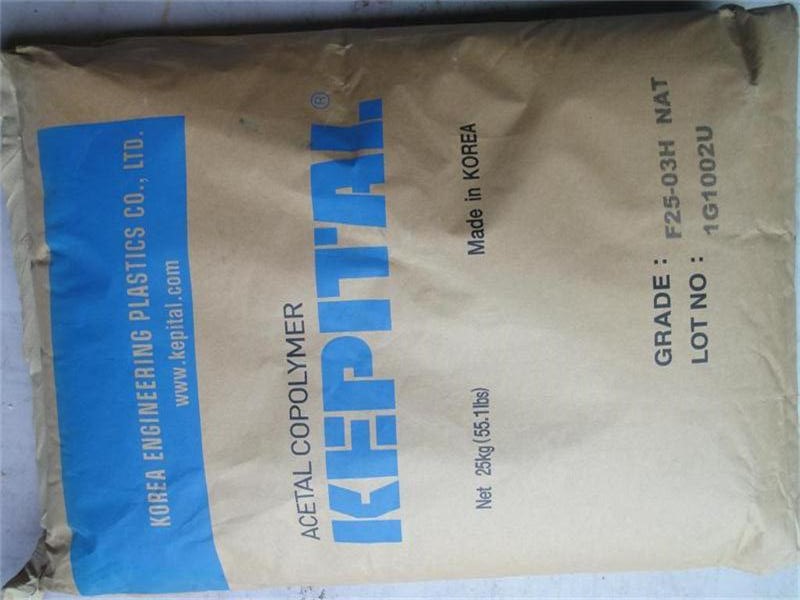 KOREA ENGINEERING PLASTICS CO., LTD.
www.kepital.com
ACETAL COPOLYMER
KEPITAL®
Net 25kg (55.1lbs)
Made in KOREA
GRADE : F25-03H NAT
LOT NO : 1G1002U